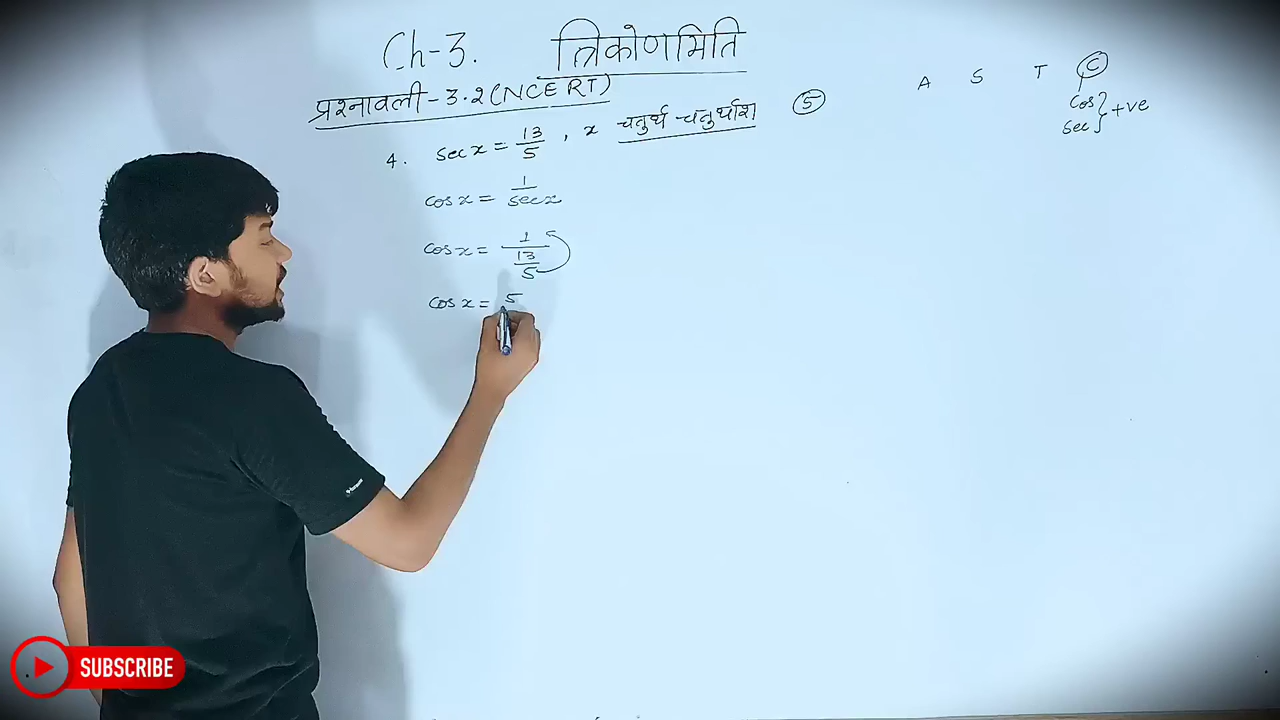 Ch-3. त्रिकोणमिति
प्रश्नावली-3.2(NCERT)
4. sec x = 13/5, x चतुर्थ चतुर्थांश ⑤
cos x = 1/sec x
cos x = 1/(13/5)
cos x = 5
A S T Ⓒ
cos
sec } +ve
SUBSCRIBE